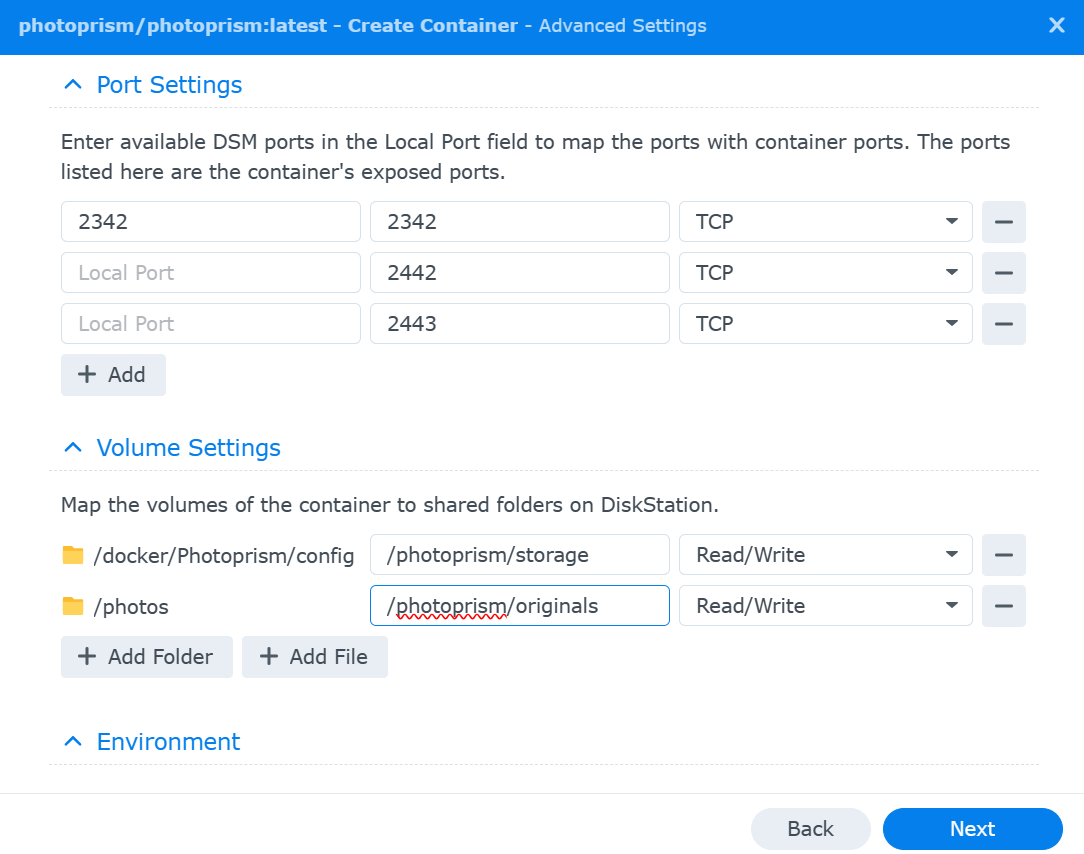 photoprism/photoprism:latest - Create Container - Advanced Settings
Port Settings
Enter available DSM ports in the Local Port field to map the ports with container ports. The ports
listed here are the container's exposed ports.
2342 2342 TCP
Local Port 2442 TCP
Local Port 2443 TCP
Add
Volume Settings
Map the volumes of the container to shared folders on DiskStation.
/docker/Photoprism/config /photoprism/storage Read/Write
/photos /photoprism/originals Read/Write
Add Folder Add File
Environment
Back Next